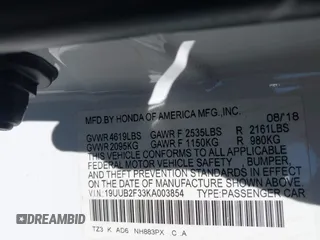 08/18
MFD. BY HONDA OF AMERICA MFG.,INC.
GVWR 4619LBS GAWR F 2535LBS R 2161LBS
GVWR 2095KG GAWR F 1150KG R 980KG
THIS VEHICLE CONFORMS TO ALL APPLICABLE
FEDERAL MOTOR VEHICLE SAFETY, BUMPER,
AND THEFT PREVENTION STANDARDS IN EFFECT
ON THE DATE OF MANUFACTURE SHOWN ABOVE.
V.I.N.: 19UUB2F33KA003854 TYPE: PASSENGER CAR
TZ3 K AD6 NH883PX C .A
DEALER'S CLUB